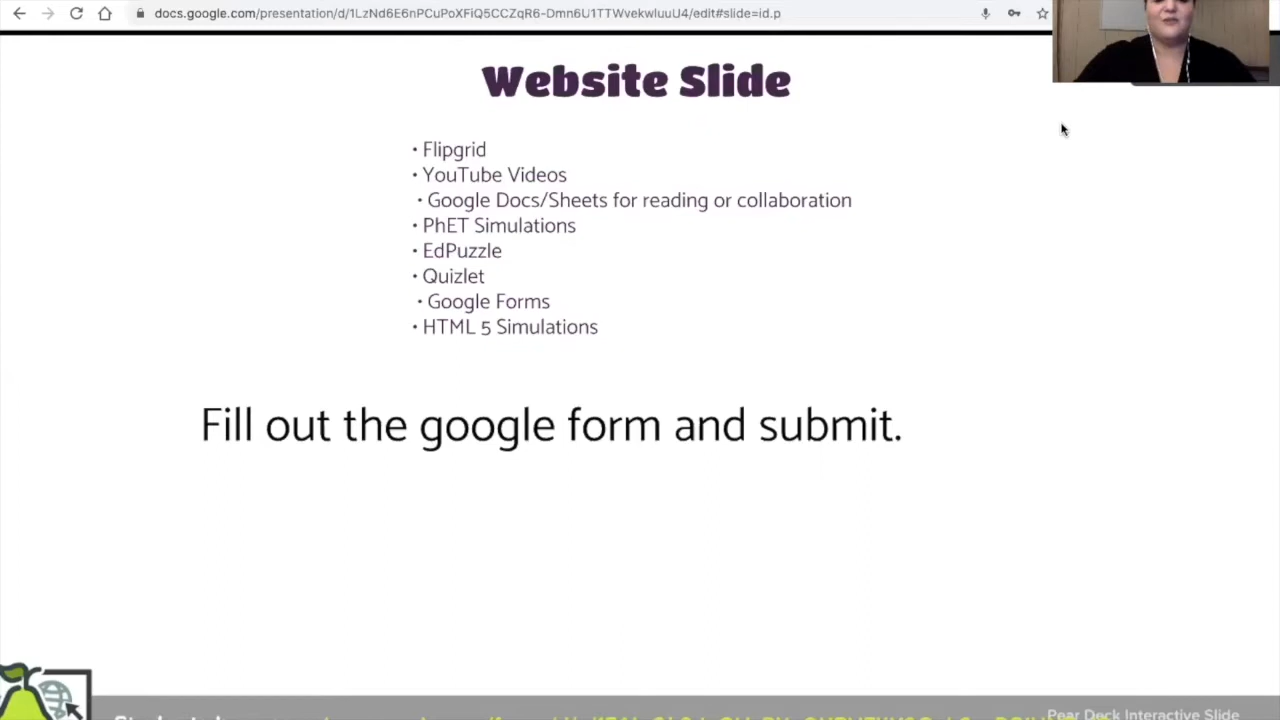 docs.google.com/presentation/d/1LzNd6E6nPCuPoXFiQ5CCZqR6-Dmn6U1TTWvekwluuU4/edit#slide=id.p
Website Slide
• Flipgrid
• YouTube Videos
• Google Docs/Sheets for reading or collaboration
• PhET Simulations
• EdPuzzle
• Quizlet
• Google Forms
• HTML 5 Simulations
Fill out the google form and submit.
Pear Deck Interactive Slide